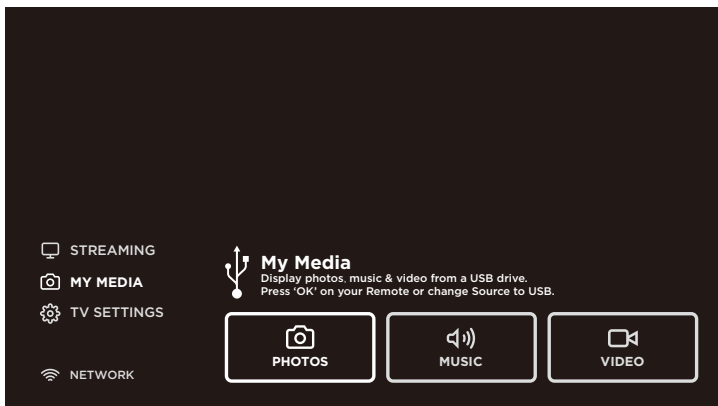 STREAMING
MY MEDIA
TV SETTINGS
NETWORK
My Media
Display photos, music & video from a USB drive.
Press ‘OK’ on your Remote or change Source to USB.
PHOTOS
MUSIC
VIDEO